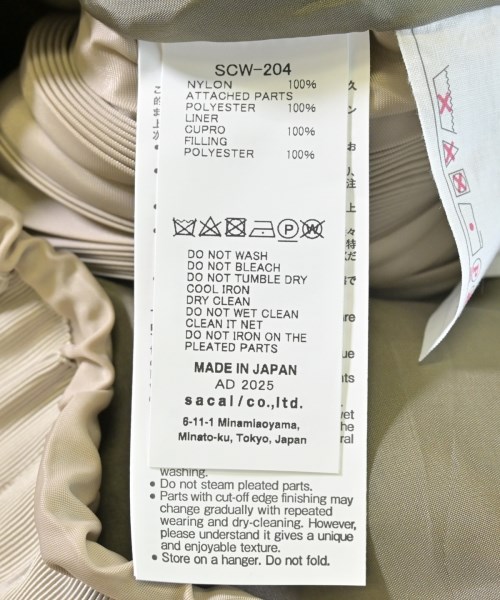 SCW-204
NYLON 100%
ATTACHED PARTS
POLYESTER 100%
LINER
CUPRO 100%
FILLING
POLYESTER 100%
P
W
DO NOT WASH
DO NOT BLEACH
DO NOT TUMBLE DRY
COOL IRON
DRY CLEAN
DO NOT WET CLEAN
CLEAN IT NET
DO NOT IRON ON THE
PLEATED PARTS
MADE IN JAPAN
AD 2025
sacai/co.,ltd.
6-11-1 Minamiaoyama,
Minato-ku, Tokyo, Japan
washing.
• Do not steam pleated parts.
• Parts with cut-off edge finishing may
change gradually with repeated
wearing and dry-cleaning. However,
please understand it gives a unique
and enjoyable texture.
• Store on a hanger. Do not fold.